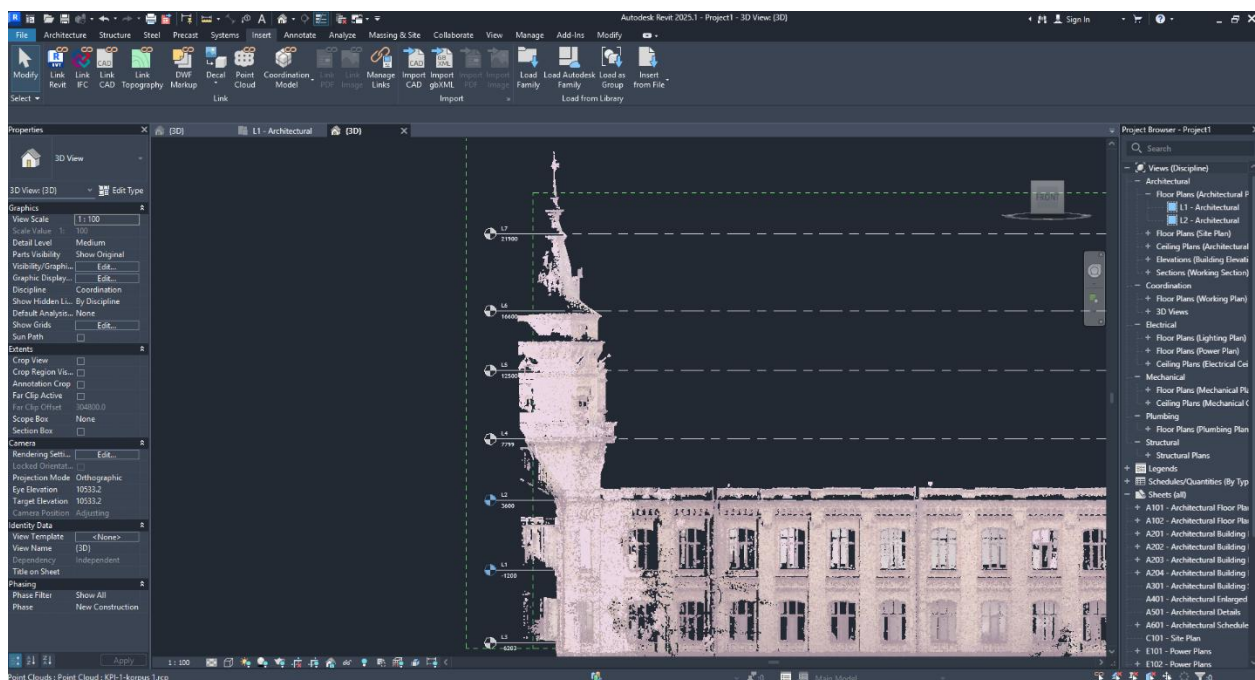 Autodesk Revit 2025.1 - Project1 - 3D View: {3D}
Sign In
File Architecture Structure Steel Precast Systems Insert Annotate Analyze Massing & Site Collaborate View Manage Add-Ins Modify
Modify
Link Revit
Link IFC
Link CAD
Link Topography
DWF Markup
Decal
Point Cloud
Coordination Model
Link PDF
Link Image
Manage Links
Import CAD
Import gbXML
Import PDF
Import Image
Load Family
Load Autodesk Family
Load as Group
Insert from File
Select
Link
Import
Load from Library
Properties
{3D}
L1 - Architectural
{3D}
Project Browser - Project1
3D View
3D View: {3D}
Edit Type
Graphics
View Scale 1 : 100
Scale Value 1: 100
Detail Level Medium
Parts Visibility Show Original
Visibility/Graphi... Edit...
Graphic Display... Edit...
Discipline Coordination
Show Hidden Li... By Discipline
Default Analysis... None
Show Grids Edit...
Sun Path
Extents
Crop View
Crop Region Vis...
Annotation Crop
Far Clip Active
Far Clip Offset 304800.0
Scope Box None
Section Box
Camera
Rendering Setti... Edit...
Locked Orientat...
Projection Mode Orthographic
Eye Elevation 10533.2
Target Elevation 10533.2
Camera Position Adjusting
Identity Data
View Template <None>
View Name {3D}
Dependency Independent
Title on Sheet
Phasing
Phase Filter Show All
Phase New Construction
Apply
FRONT
L7
21900
L6
16600
L5
12500
L4
7799
L2
3600
L1
-1200
L3
-6203
Search
Views (Discipline)
Architectural
Floor Plans (Architectural P
L1 - Architectural
L2 - Architectural
Floor Plans (Site Plan)
Ceiling Plans (Architectural
Elevations (Building Elevati
Sections (Working Section)
Coordination
Floor Plans (Working Plan)
3D Views
Electrical
Floor Plans (Lighting Plan)
Floor Plans (Power Plan)
Ceiling Plans (Electrical Cei
Mechanical
Floor Plans (Mechanical Pla
Ceiling Plans (Mechanical C
Plumbing
Floor Plans (Plumbing Plan
Structural
Structural Plans
Legends
Schedules/Quantities (By Typ
Sheets (all)
A101 - Architectural Floor Plan
A102 - Architectural Floor Plan
A201 - Architectural Building
A202 - Architectural Building
A203 - Architectural Building
A204 - Architectural Building
A301 - Architectural Building
A401 - Architectural Enlarged
A501 - Architectural Details
A601 - Architectural Schedule
C101 - Site Plan
E101 - Power Plans
E102 - Power Plans
1 : 100
Point Clouds : Point Cloud : KPI-1-korpus 1.rcp
Main Model